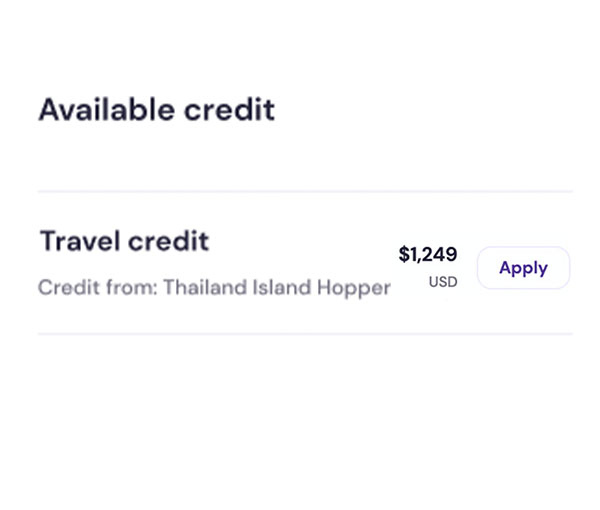 Available credit
Travel credit
Credit from: Thailand Island Hopper
$1,249
USD
Apply